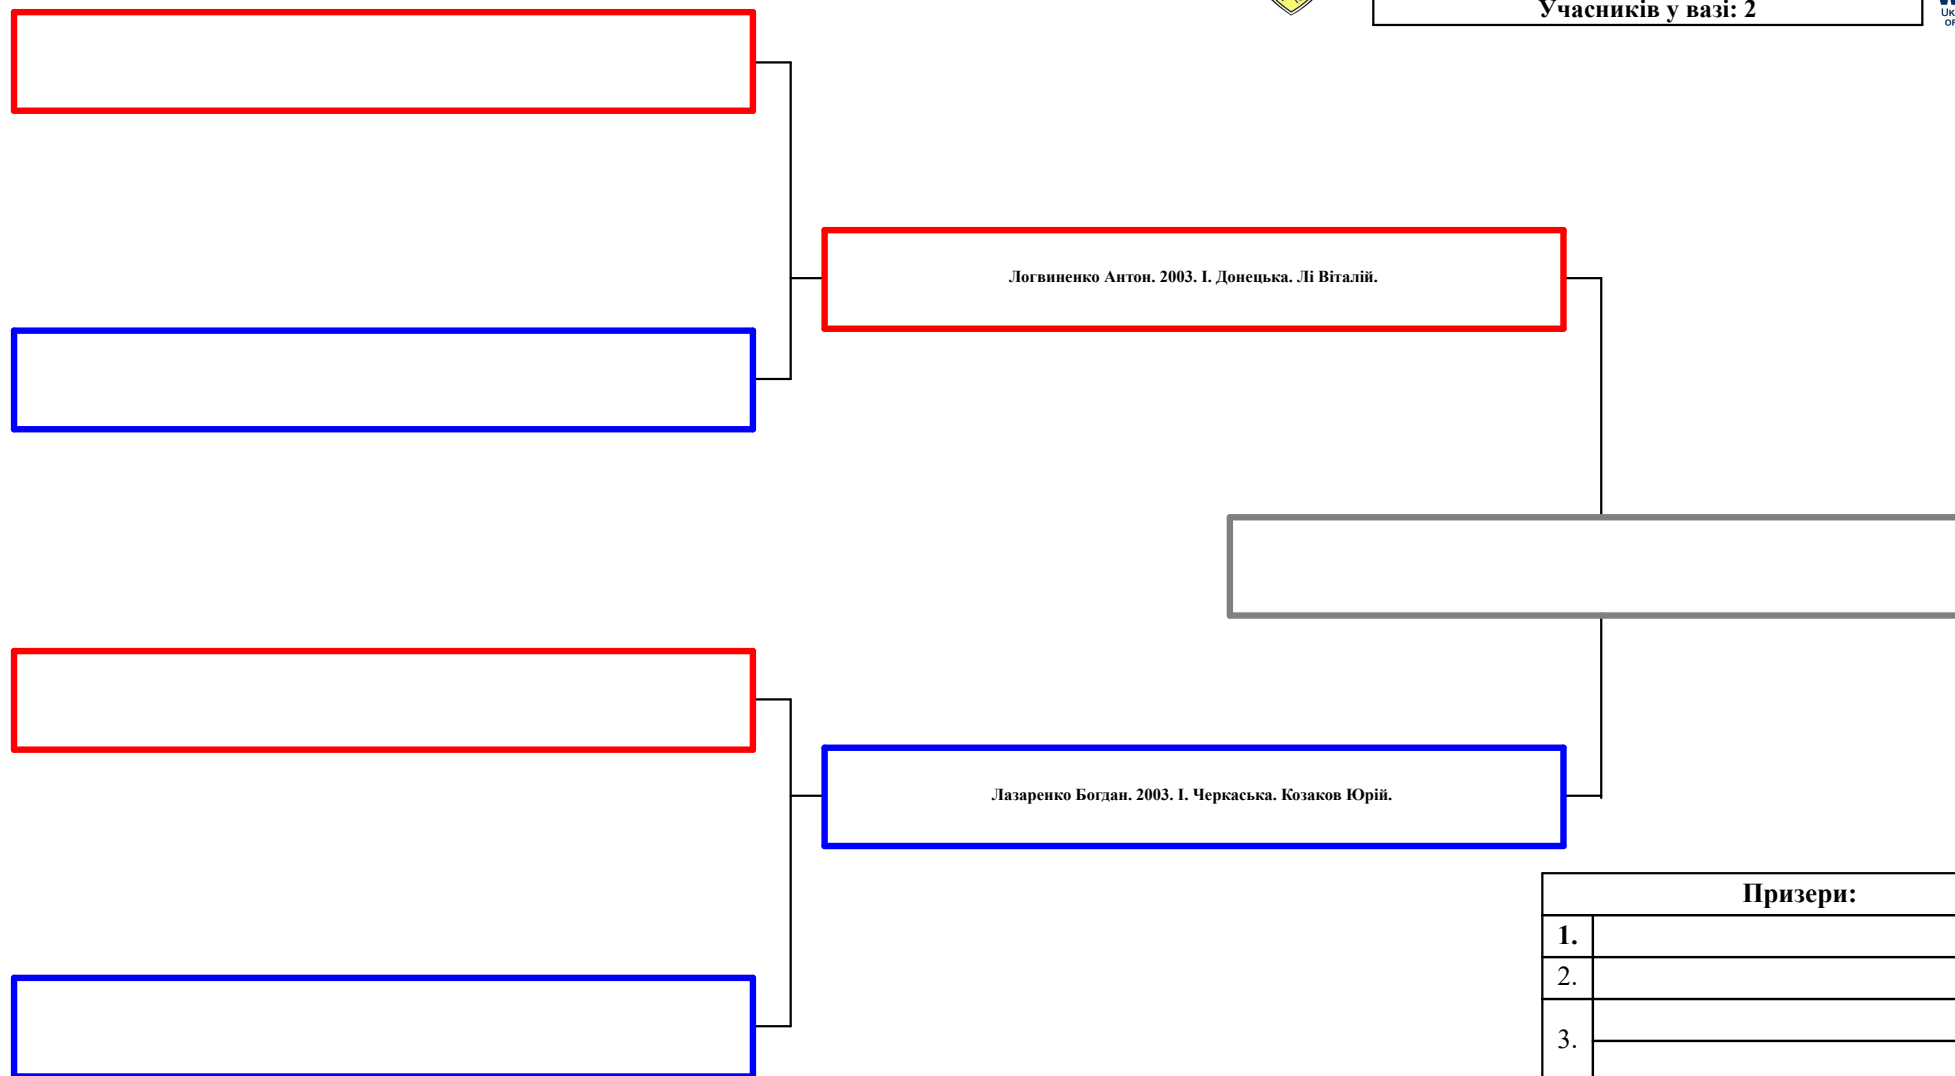 Учасників у вазі: 2
Логвиненко Антон. 2003. І. Донецька. Лі Віталій.
Лазаренко Богдан. 2003. І. Черкаська. Козаков Юрій.
Призери:
1.
2.
3.